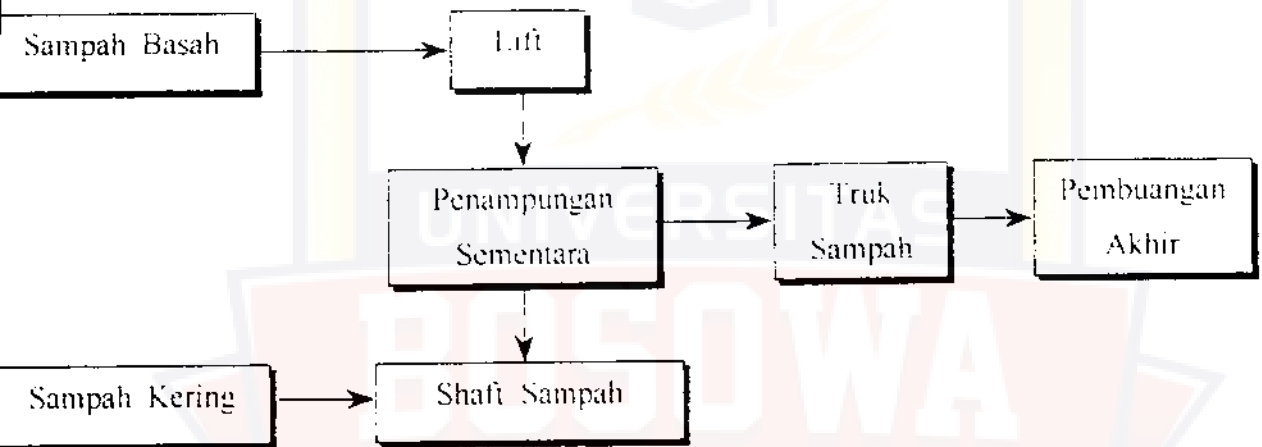 Sampah Basah
Lift
Penampungan
Sementara
Truk
Sampah
Pembuangan
Akhir
Sampah Kering
Shaft Sampah
UNIVERSITAS
BOSOWA